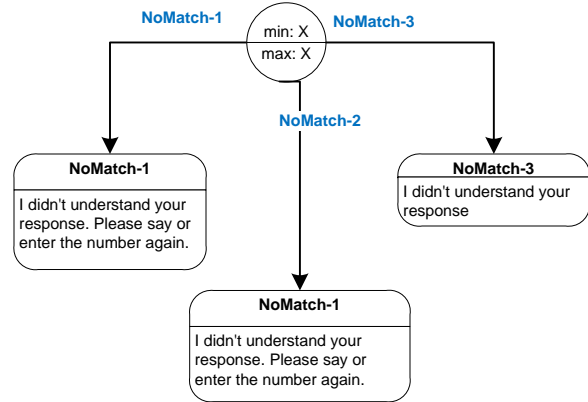 NoMatch-1
min: X
max: X
NoMatch-3
NoMatch-2
NoMatch-1
I didn't understand your
response. Please say or
enter the number again.
NoMatch-3
I didn't understand your
response
NoMatch-1
I didn't understand your
response. Please say or
enter the number again.